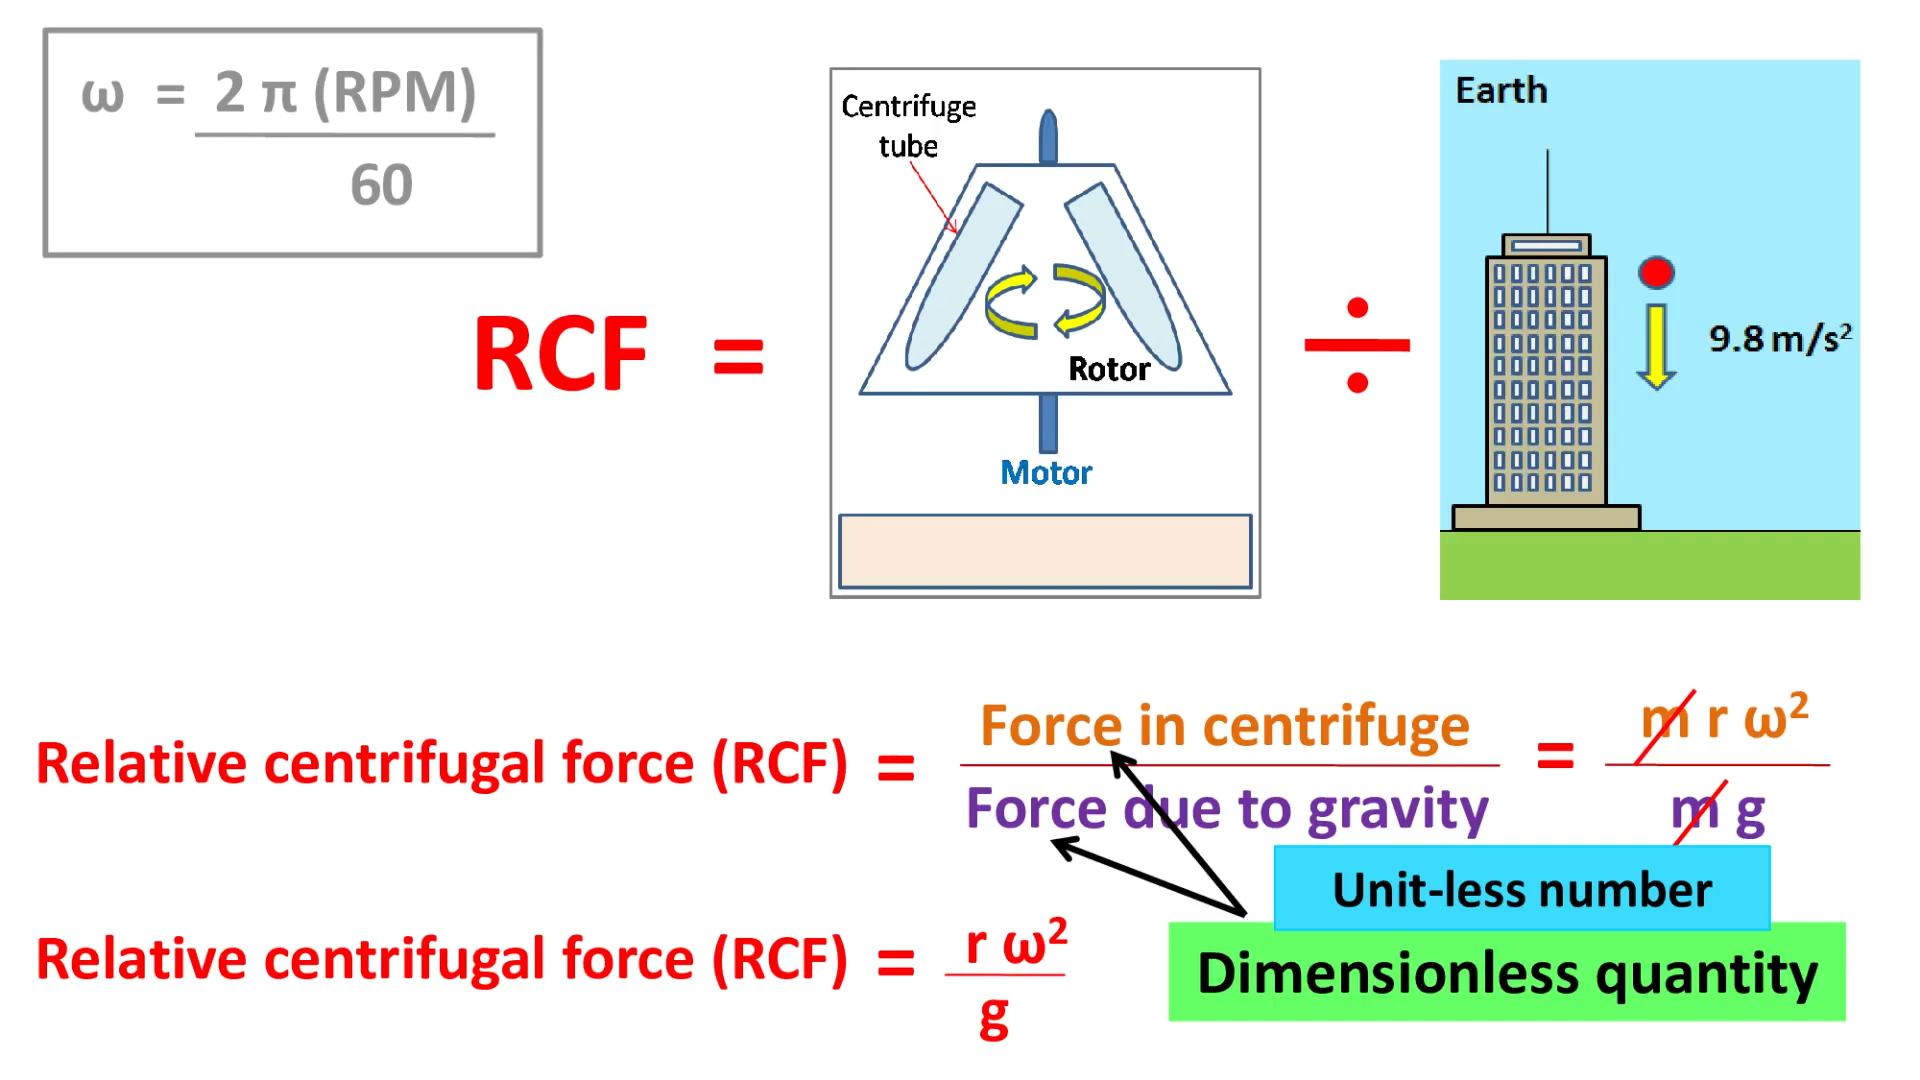 ω = 2 π (RPM)
60
Centrifuge
tube
Rotor
Motor
RCF =
÷
Earth
9.8 m/s²
Relative centrifugal force (RCF) = Force in centrifuge = m r ω²
Force due to gravity m g
Unit-less number
Dimensionless quantity
Relative centrifugal force (RCF) = r ω²
g